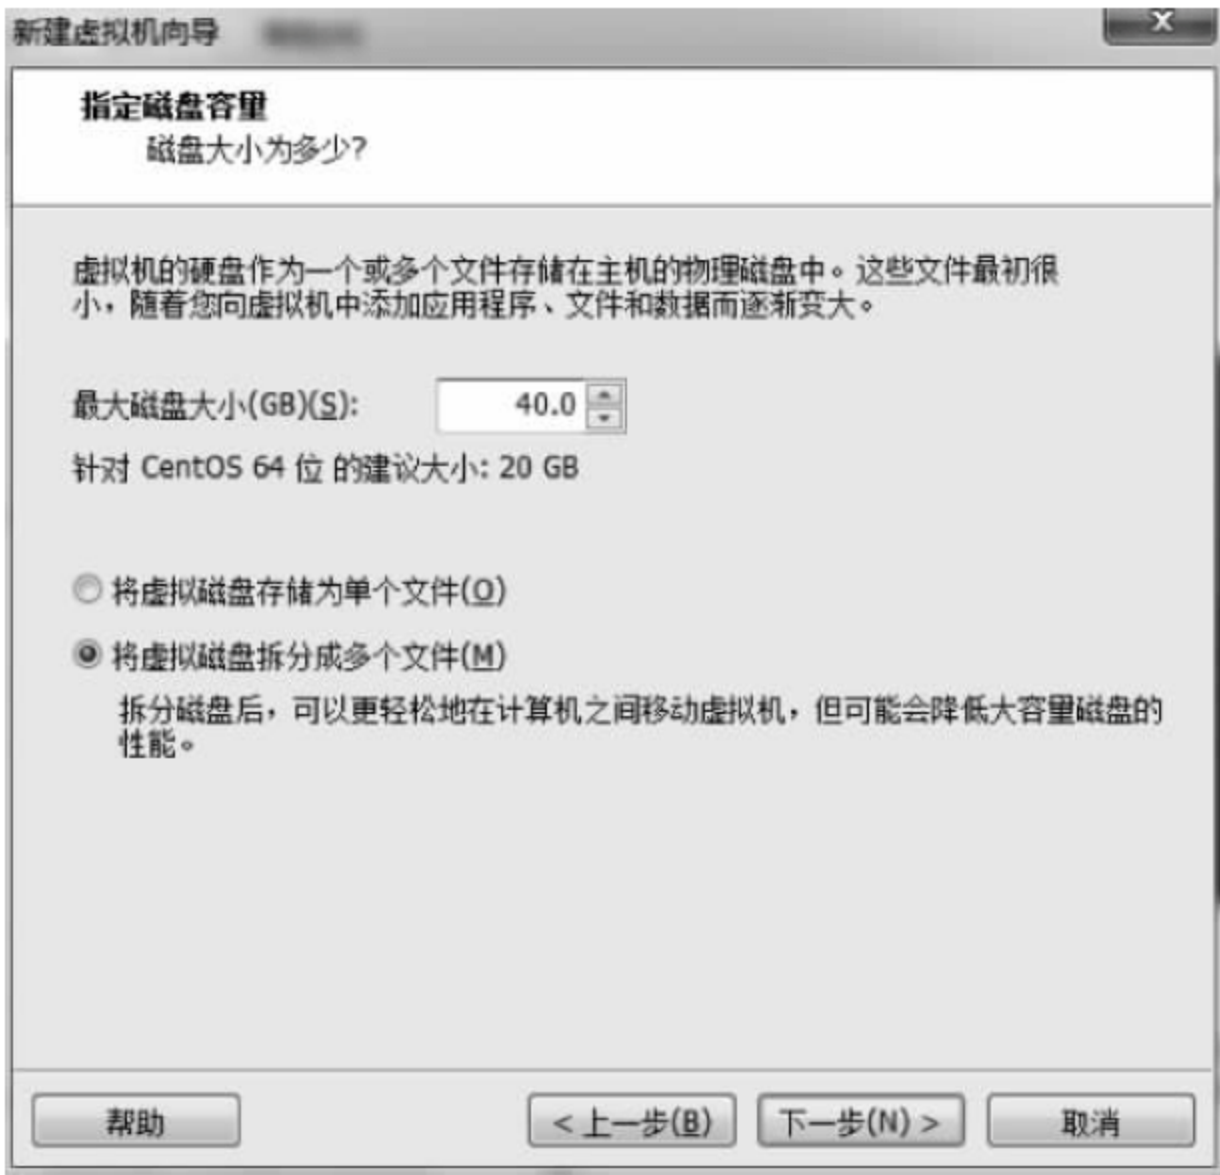 新建虚拟机向导
X
指定磁盘容量
磁盘大小为多少?
虚拟机的硬盘作为一个或多个文件存储在主机的物理磁盘中。这些文件最初很
小，随着您向虚拟机中添加应用程序、文件和数据而逐渐变大。
最大磁盘大小(GB)(S): 40.0
针对 CentOS 64 位 的建议大小: 20 GB
将虚拟磁盘存储为单个文件(O)
将虚拟磁盘拆分成多个文件(M)
拆分磁盘后，可以更轻松地在计算机之间移动虚拟机，但可能会降低大容量磁盘的
性能。
帮助 < 上一步(B) 下一步(N) > 取消